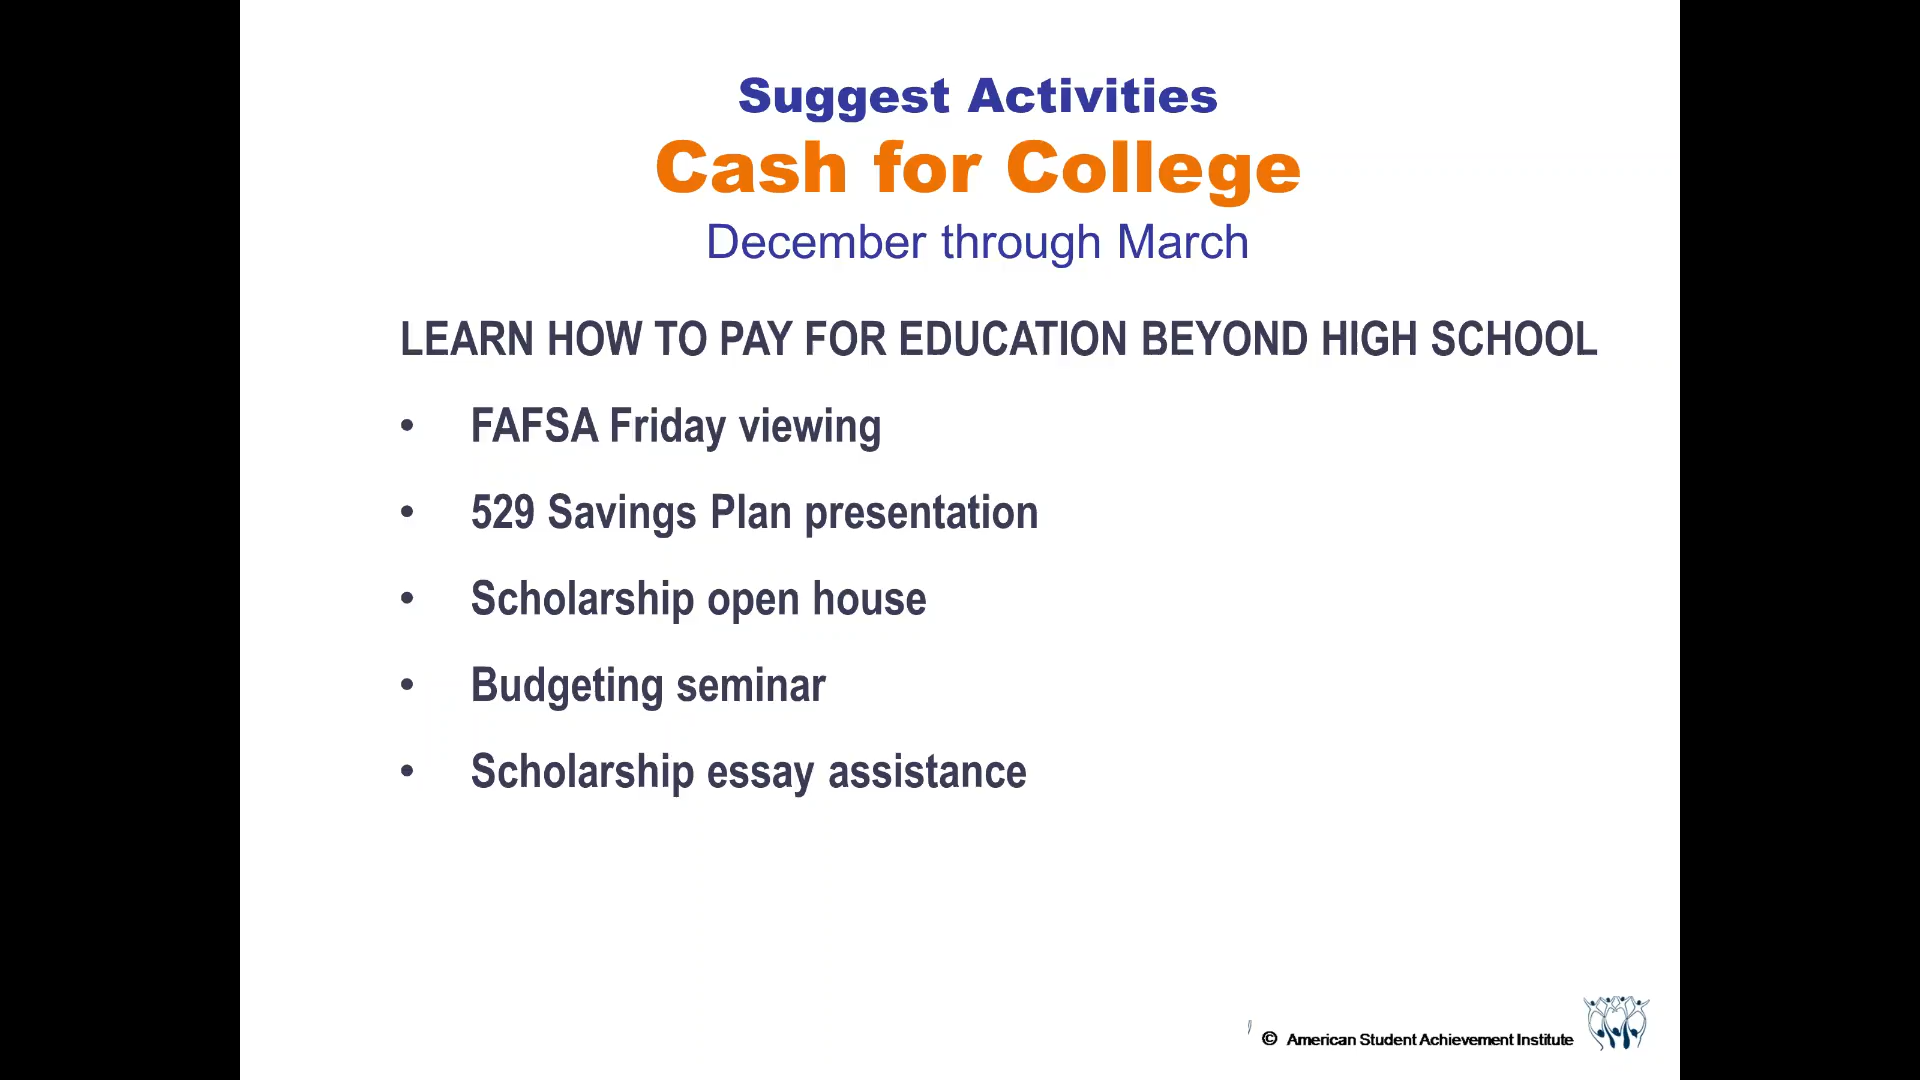 Suggest Activities
Cash for College
December through March
LEARN HOW TO PAY FOR EDUCATION BEYOND HIGH SCHOOL
• FAFSA Friday viewing
• 529 Savings Plan presentation
• Scholarship open house
• Budgeting seminar
• Scholarship essay assistance
© American Student Achievement Institute